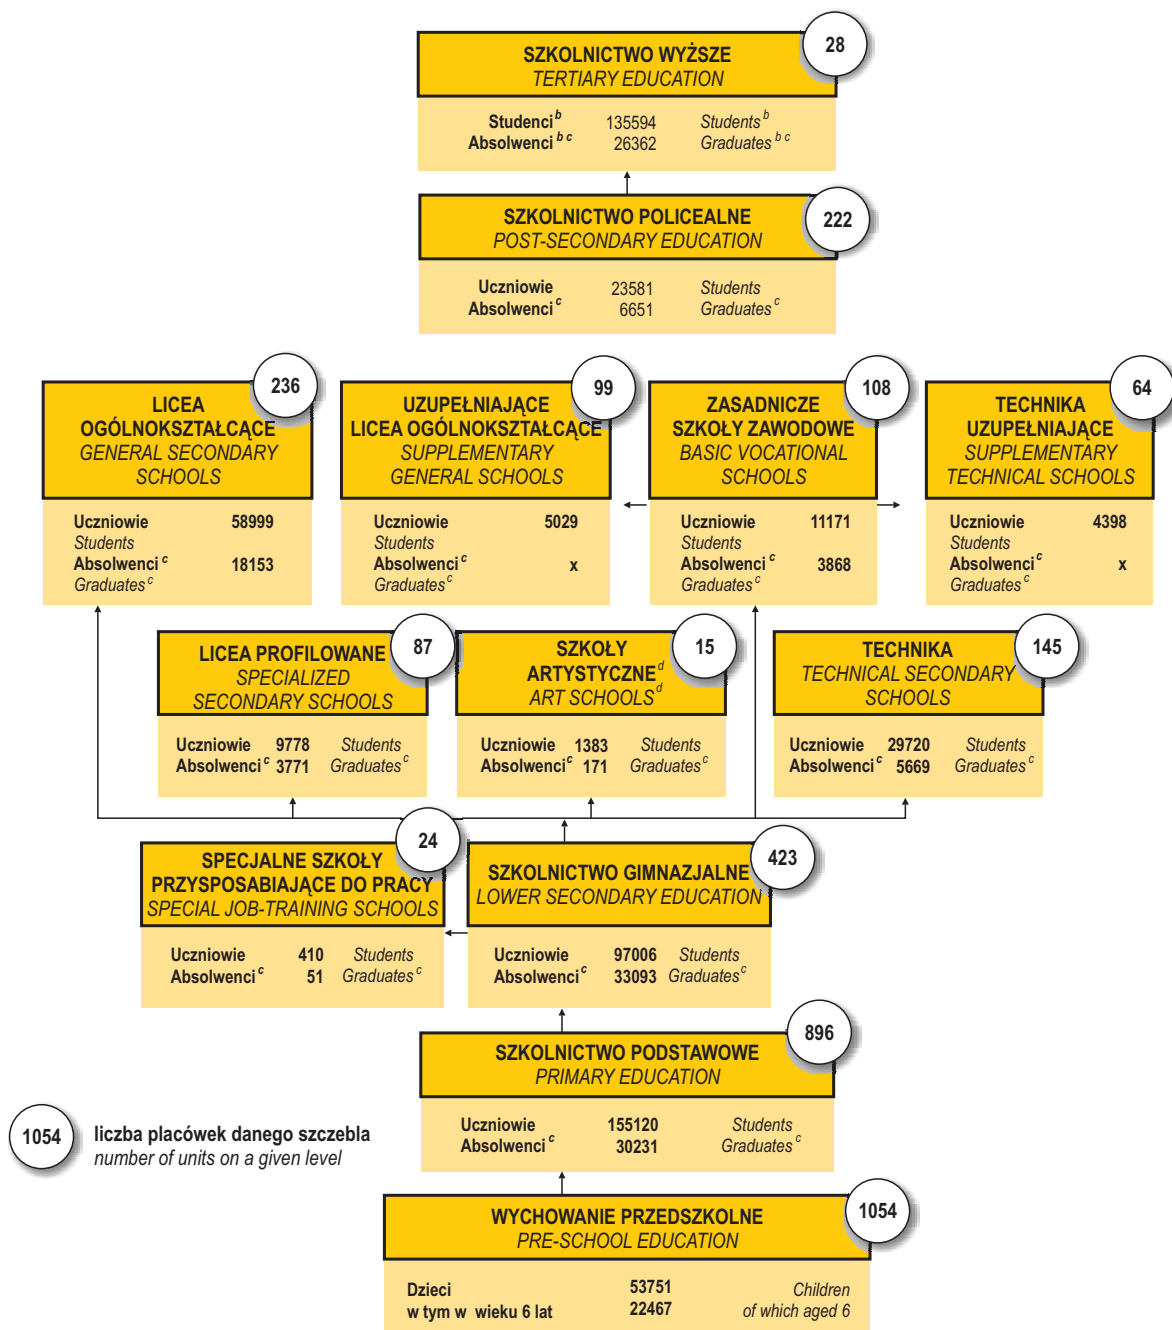 28
SZKOLNICTWO WYŻSZE
TERTIARY EDUCATION
Studenci b 135594 Students b
Absolwenci b c 26362 Graduates b c
222
SZKOLNICTWO POLICEALNE
POST-SECONDARY EDUCATION
Uczniowie 23581 Students
Absolwenci c 6651 Graduates c
236
LICEA
OGÓLNOKSZTAŁCĄCE
GENERAL SECONDARY
SCHOOLS
Uczniowie 58999
Students
Absolwenci c 18153
Graduates c
99
UZUPEŁNIAJĄCE
LICEA OGÓLNOKSZTAŁCĄCE
SUPPLEMENTARY
GENERAL SCHOOLS
Uczniowie 5029
Students
Absolwenci c x
Graduates c
108
ZASADNICZE
SZKOŁY ZAWODOWE
BASIC VOCATIONAL
SCHOOLS
Uczniowie 11171
Students
Absolwenci c 3868
Graduates c
64
TECHNIKA
UZUPEŁNIAJĄCE
SUPPLEMENTARY
TECHNICAL SCHOOLS
Uczniowie 4398
Students
Absolwenci c x
Graduates c
87
LICEA PROFILOWANE
SPECIALIZED
SECONDARY SCHOOLS
Uczniowie 9778 Students
Absolwenci c 3771 Graduates c
15
SZKOŁY
ARTYSTYCZNE d
ART SCHOOLS d
Uczniowie 1383 Students
Absolwenci c 171 Graduates c
145
TECHNIKA
TECHNICAL SECONDARY
SCHOOLS
Uczniowie 29720 Students
Absolwenci c 5669 Graduates c
24
SPECJALNE SZKOŁY
PRZYSPOSABIAJĄCE DO PRACY
SPECIAL JOB-TRAINING SCHOOLS
Uczniowie 410 Students
Absolwenci c 51 Graduates c
423
SZKOLNICTWO GIMNAZJALNE
LOWER SECONDARY EDUCATION
Uczniowie 97006 Students
Absolwenci c 33093 Graduates c
896
SZKOLNICTWO PODSTAWOWE
PRIMARY EDUCATION
Uczniowie 155120 Students
Absolwenci c 30231 Graduates c
1054
liczba placówek danego szczebla
number of units on a given level
1054
WYCHOWANIE PRZEDSZKOLNE
PRE-SCHOOL EDUCATION
Dzieci 53751 Children
w tym w wieku 6 lat 22467 of which aged 6